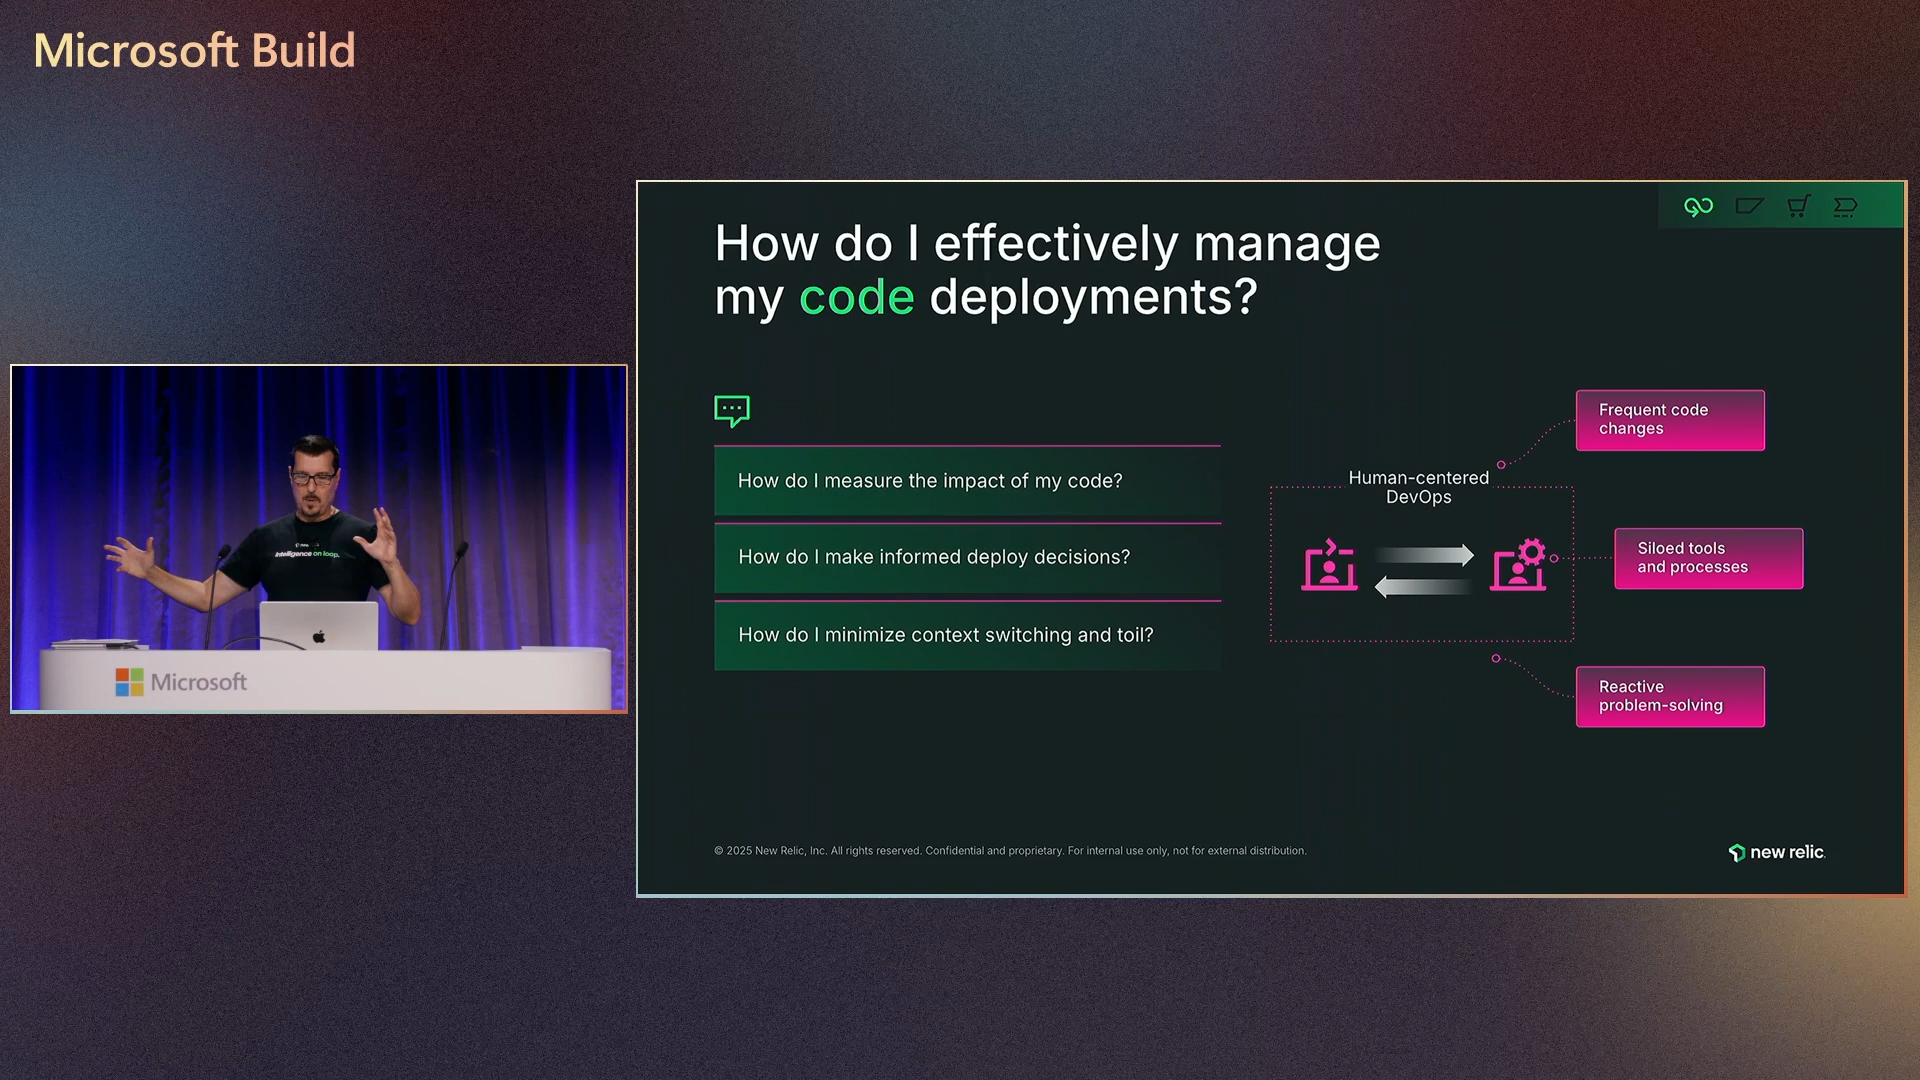 Microsoft Build
How do I effectively manage
my code deployments?
How do I measure the impact of my code?
How do I make informed deploy decisions?
How do I minimize context switching and toil?
Human-centered
DevOps
Frequent code
changes
Siloed tools
and processes
Reactive
problem-solving
© 2025 New Relic, Inc. All rights reserved. Confidential and proprietary. For internal use only, not for external distribution.
new relic
intelligence on loop.
Microsoft